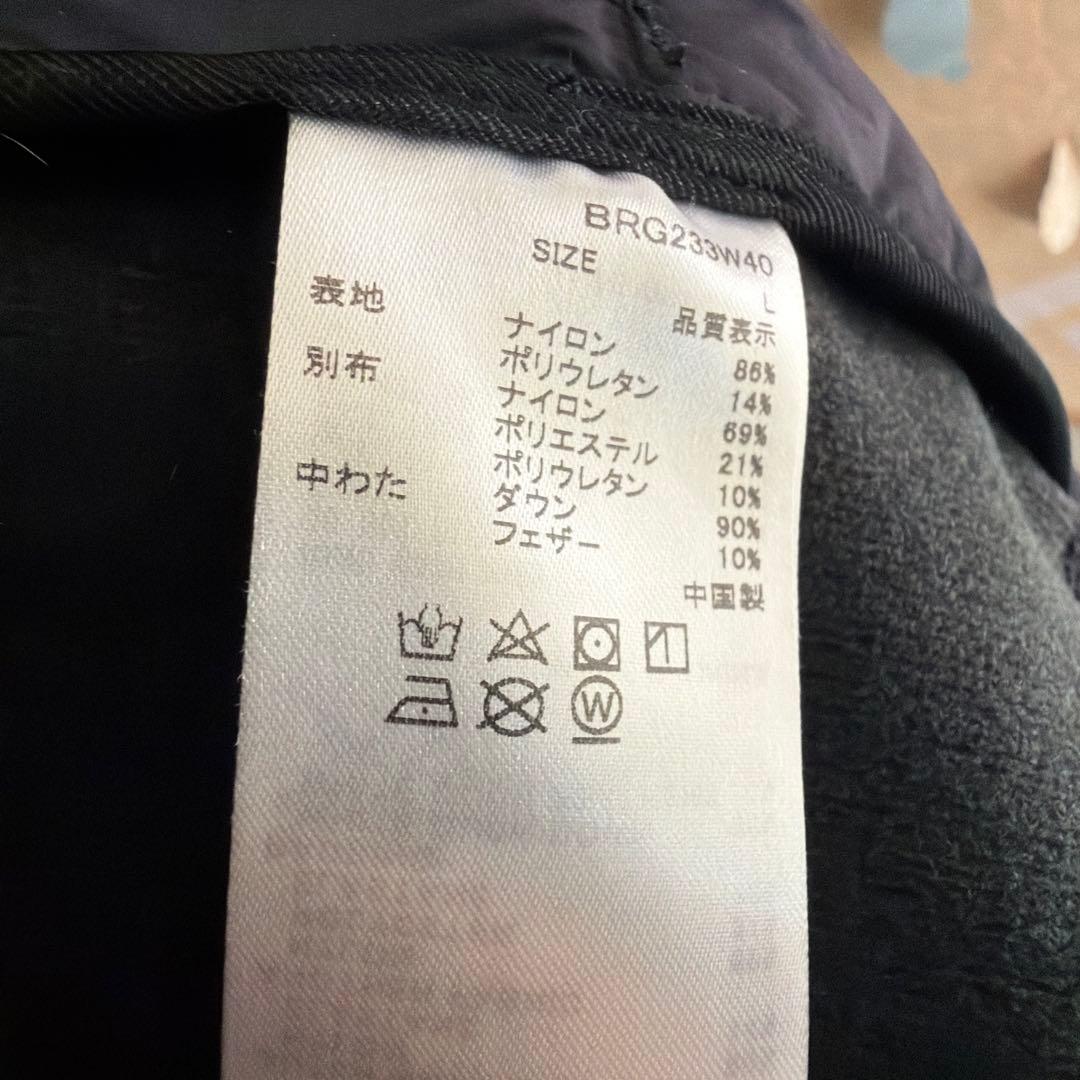 BRG233W40
SIZE L
品質表示
表地 ナイロン 86%
ポリウレタン 14%
別布 ナイロン 69%
ポリエステル 21%
ポリウレタン 10%
中わた ダウン 90%
フェザー 10%
中国製
W